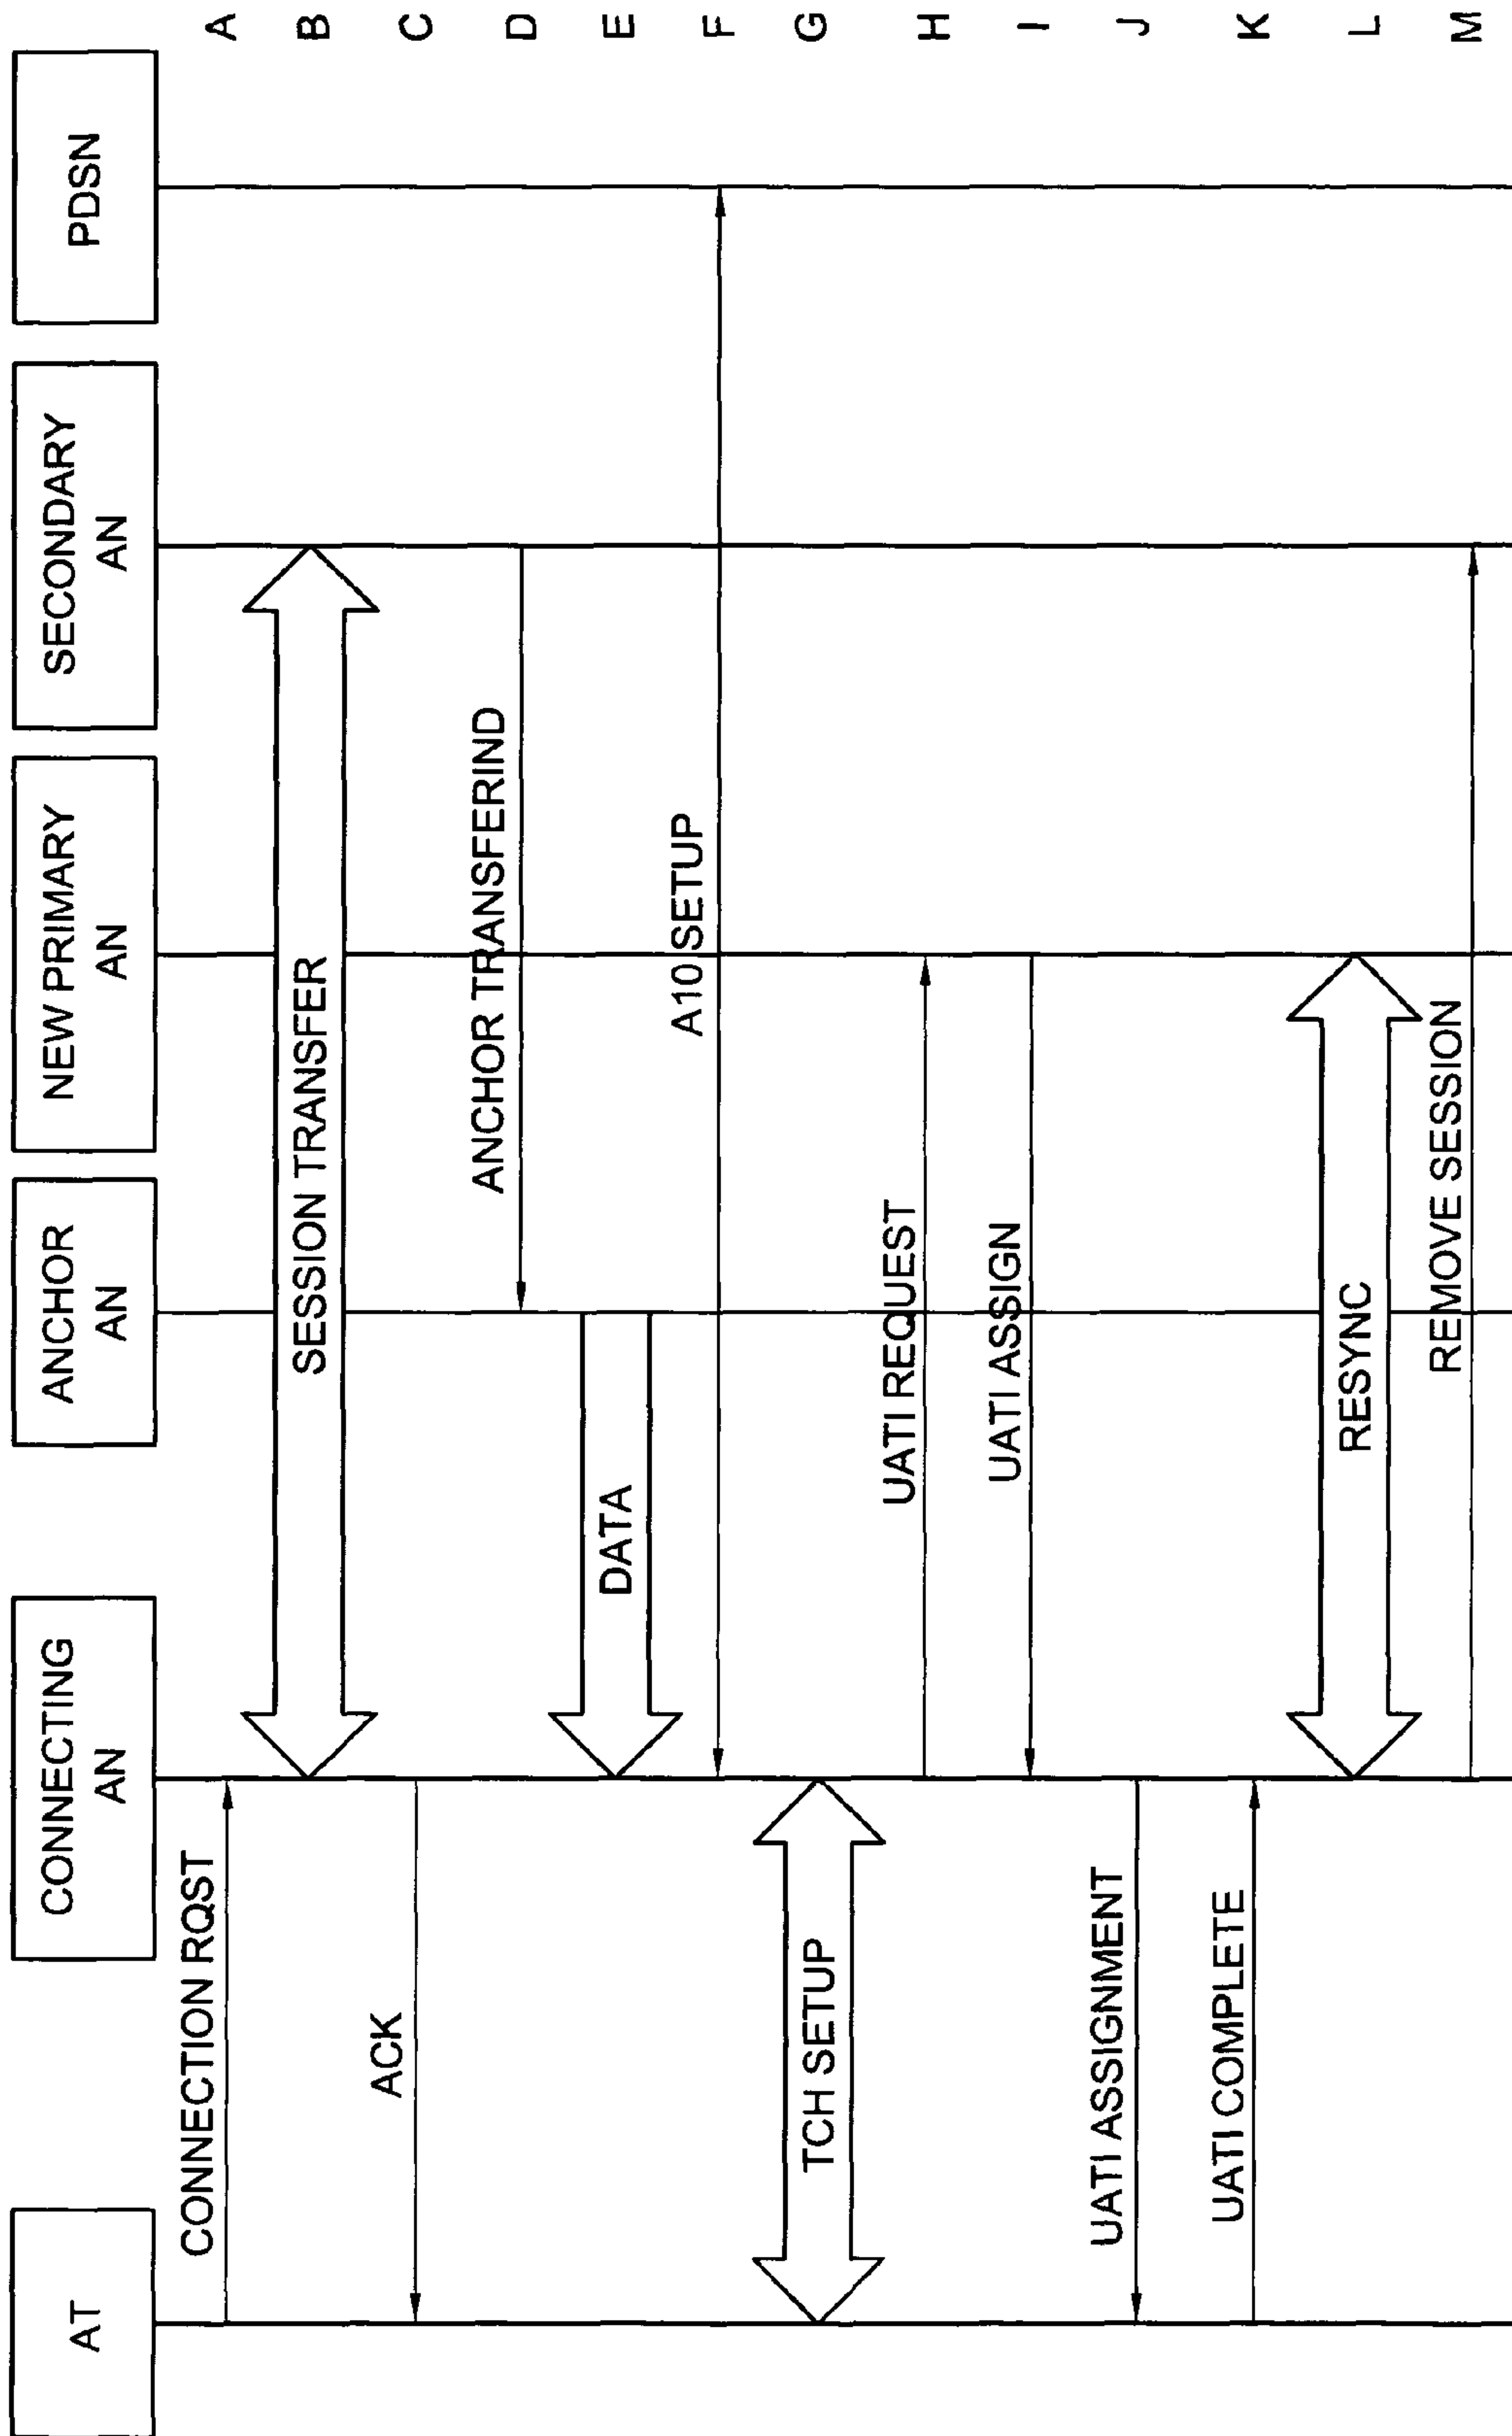 AT
CONNECTING
AN
ANCHOR
AN
NEW PRIMARY
AN
SECONDARY
AN
PDSN
CONNECTION RQST
A
SESSION TRANSFER
B
ACK
C
ANCHOR TRANSFERIND
D
DATA
E
A10 SETUP
F
TCH SETUP
G
UATI REQUEST
H
UATI ASSIGN
I
UATI ASSIGNMENT
J
UATI COMPLETE
K
RESYNC
L
REMOVE SESSION
M